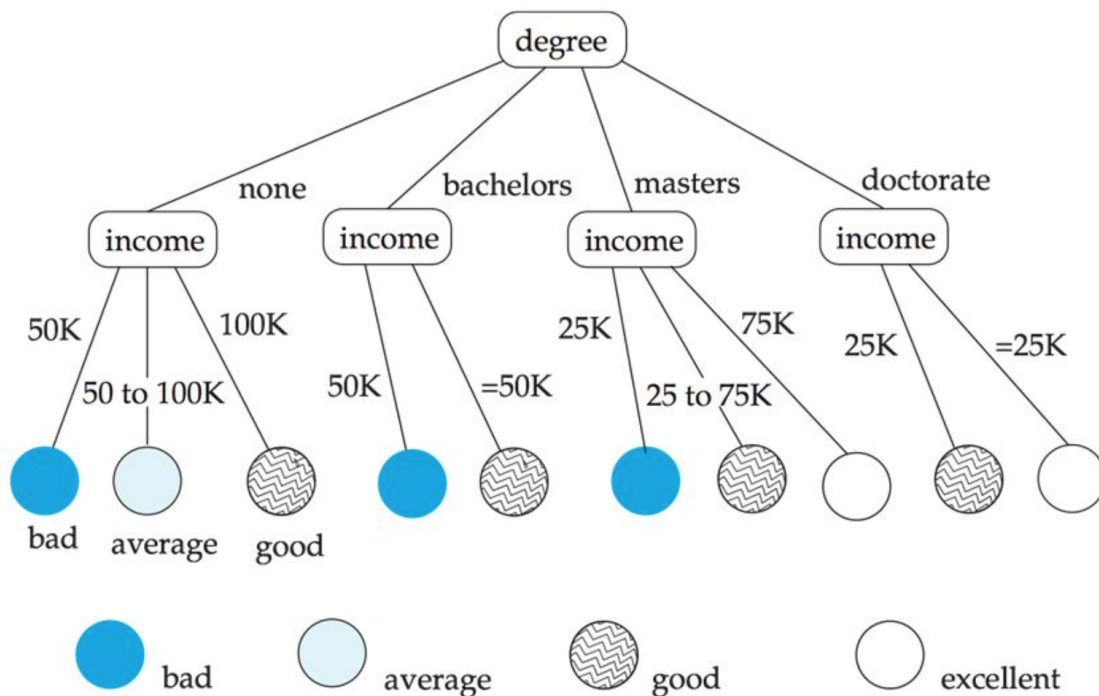 degree
none bachelors masters doctorate
income income income income
50K 100K 25K 75K 25K =25K
50 to 100K 50K =50K 25 to 75K
bad average good
bad average good excellent